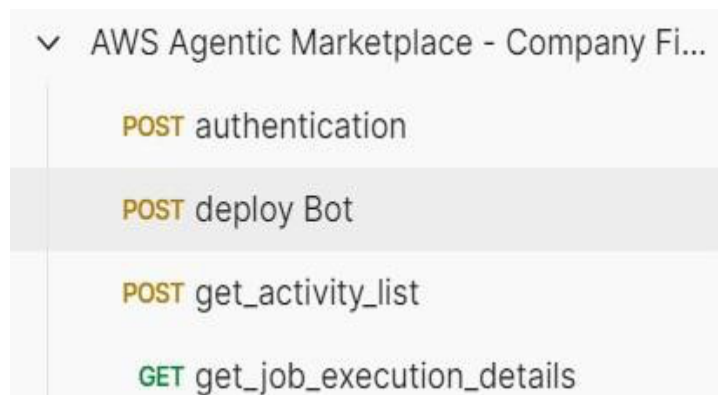 AWS Agentic Marketplace - Company Fi...
POST authentication
POST deploy Bot
POST get_activity_list
GET get_job_execution_details